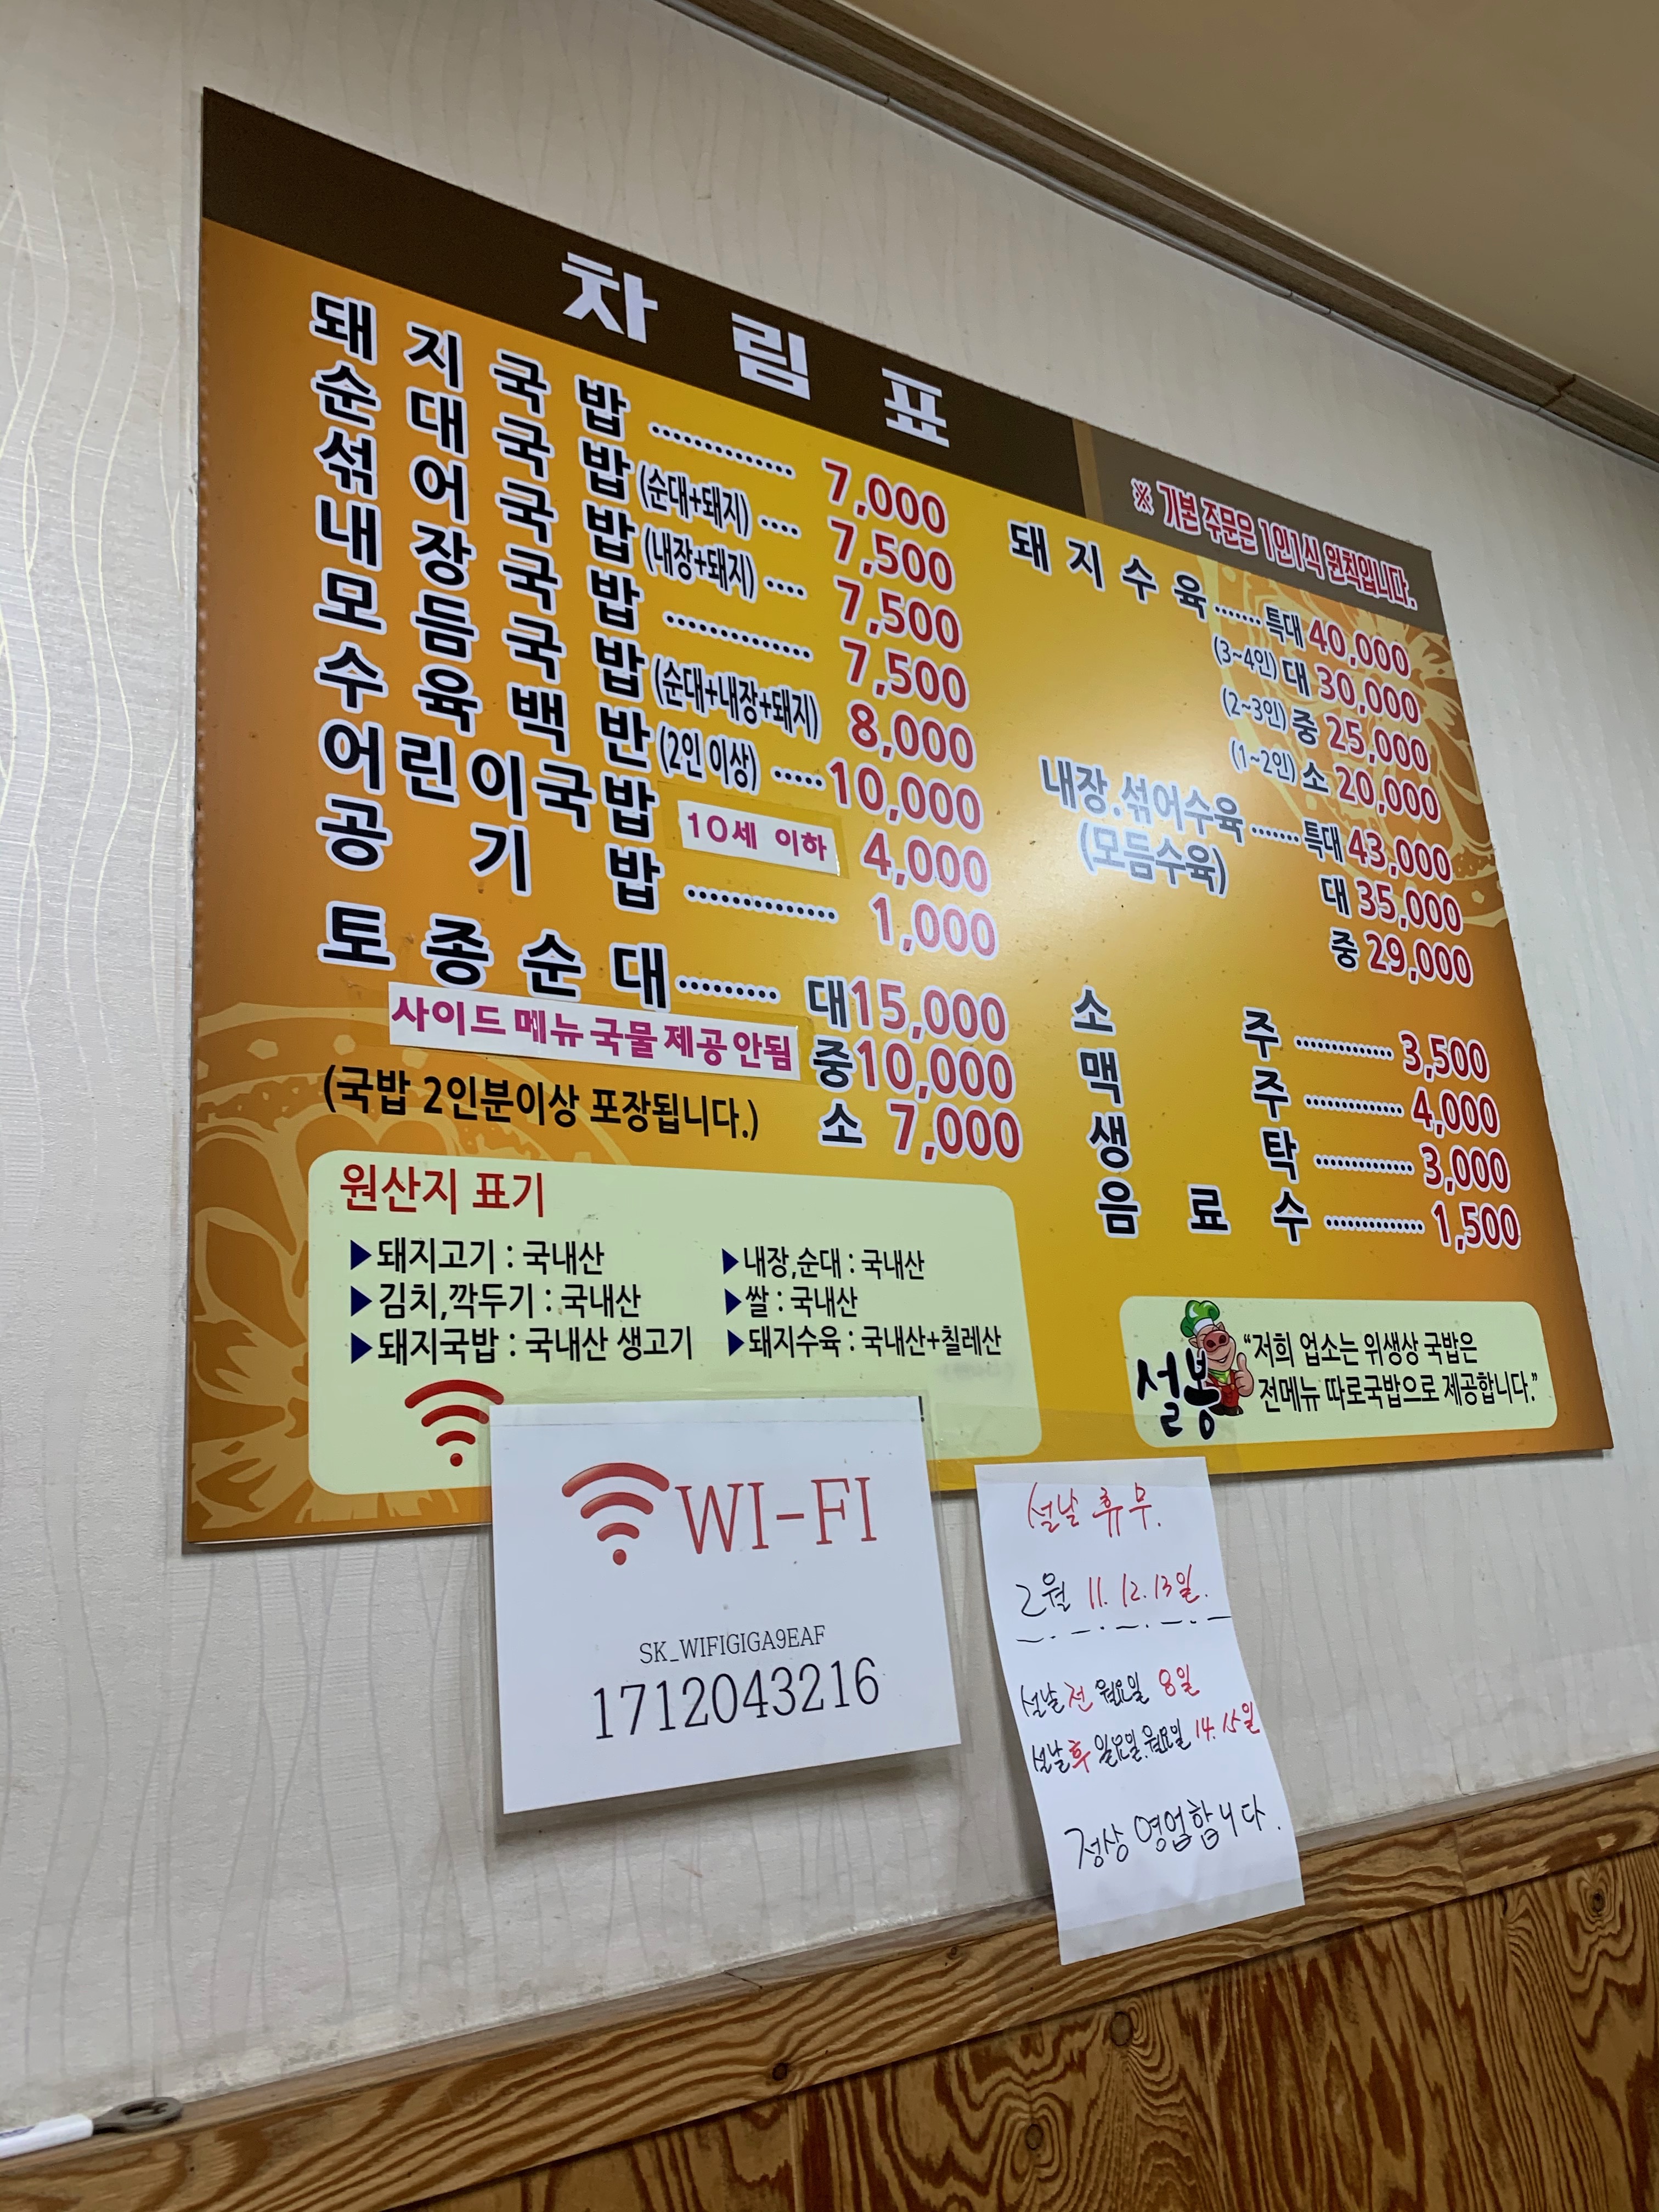 차림표
※ 기본 주문은 1인1식 원칙입니다.
돼지국밥 ............. 7,000
순대국밥 (순대+돼지) .... 7,500
섞어국밥 (내장+돼지) .... 7,500
내장국밥 ............. 7,500
모듬국밥 (순대+내장+돼지) 8,000
수육백반 (2인 이상) ..... 10,000
어린이국밥 10세 이하 4,000
공기밥 .............. 1,000
토종순대 ......... 대 15,000
사이드 메뉴 국물 제공 안됨 중 10,000
(국밥 2인분이상 포장됩니다.) 소 7,000
돼지수육 ...... 특대 40,000
(3~4인) 대 30,000
(2~3인) 중 25,000
(1~2인) 소 20,000
내장.섞어수육 ....... 특대 43,000
(모듬수육) 대 35,000
중 29,000
소주 ............. 3,500
맥주 ............. 4,000
생탁 ............. 3,000
음료수 ............. 1,500
원산지 표기
▶돼지고기 : 국내산 ▶내장,순대 : 국내산
▶김치,깍두기 : 국내산 ▶쌀 : 국내산
▶돼지국밥 : 국내산 생고기 ▶돼지수육 : 국내산+칠레산
설봉
"저희 업소는 위생상 국밥은
전메뉴 따로국밥으로 제공합니다."
WI-FI
SK_WIFIGIGA9EAF
1712043216
설날 휴무.
2월 11. 12. 13일.
설날 전 월요일 8일
설날 후 일요일.월요일 14. 15일
정상 영업합니다.